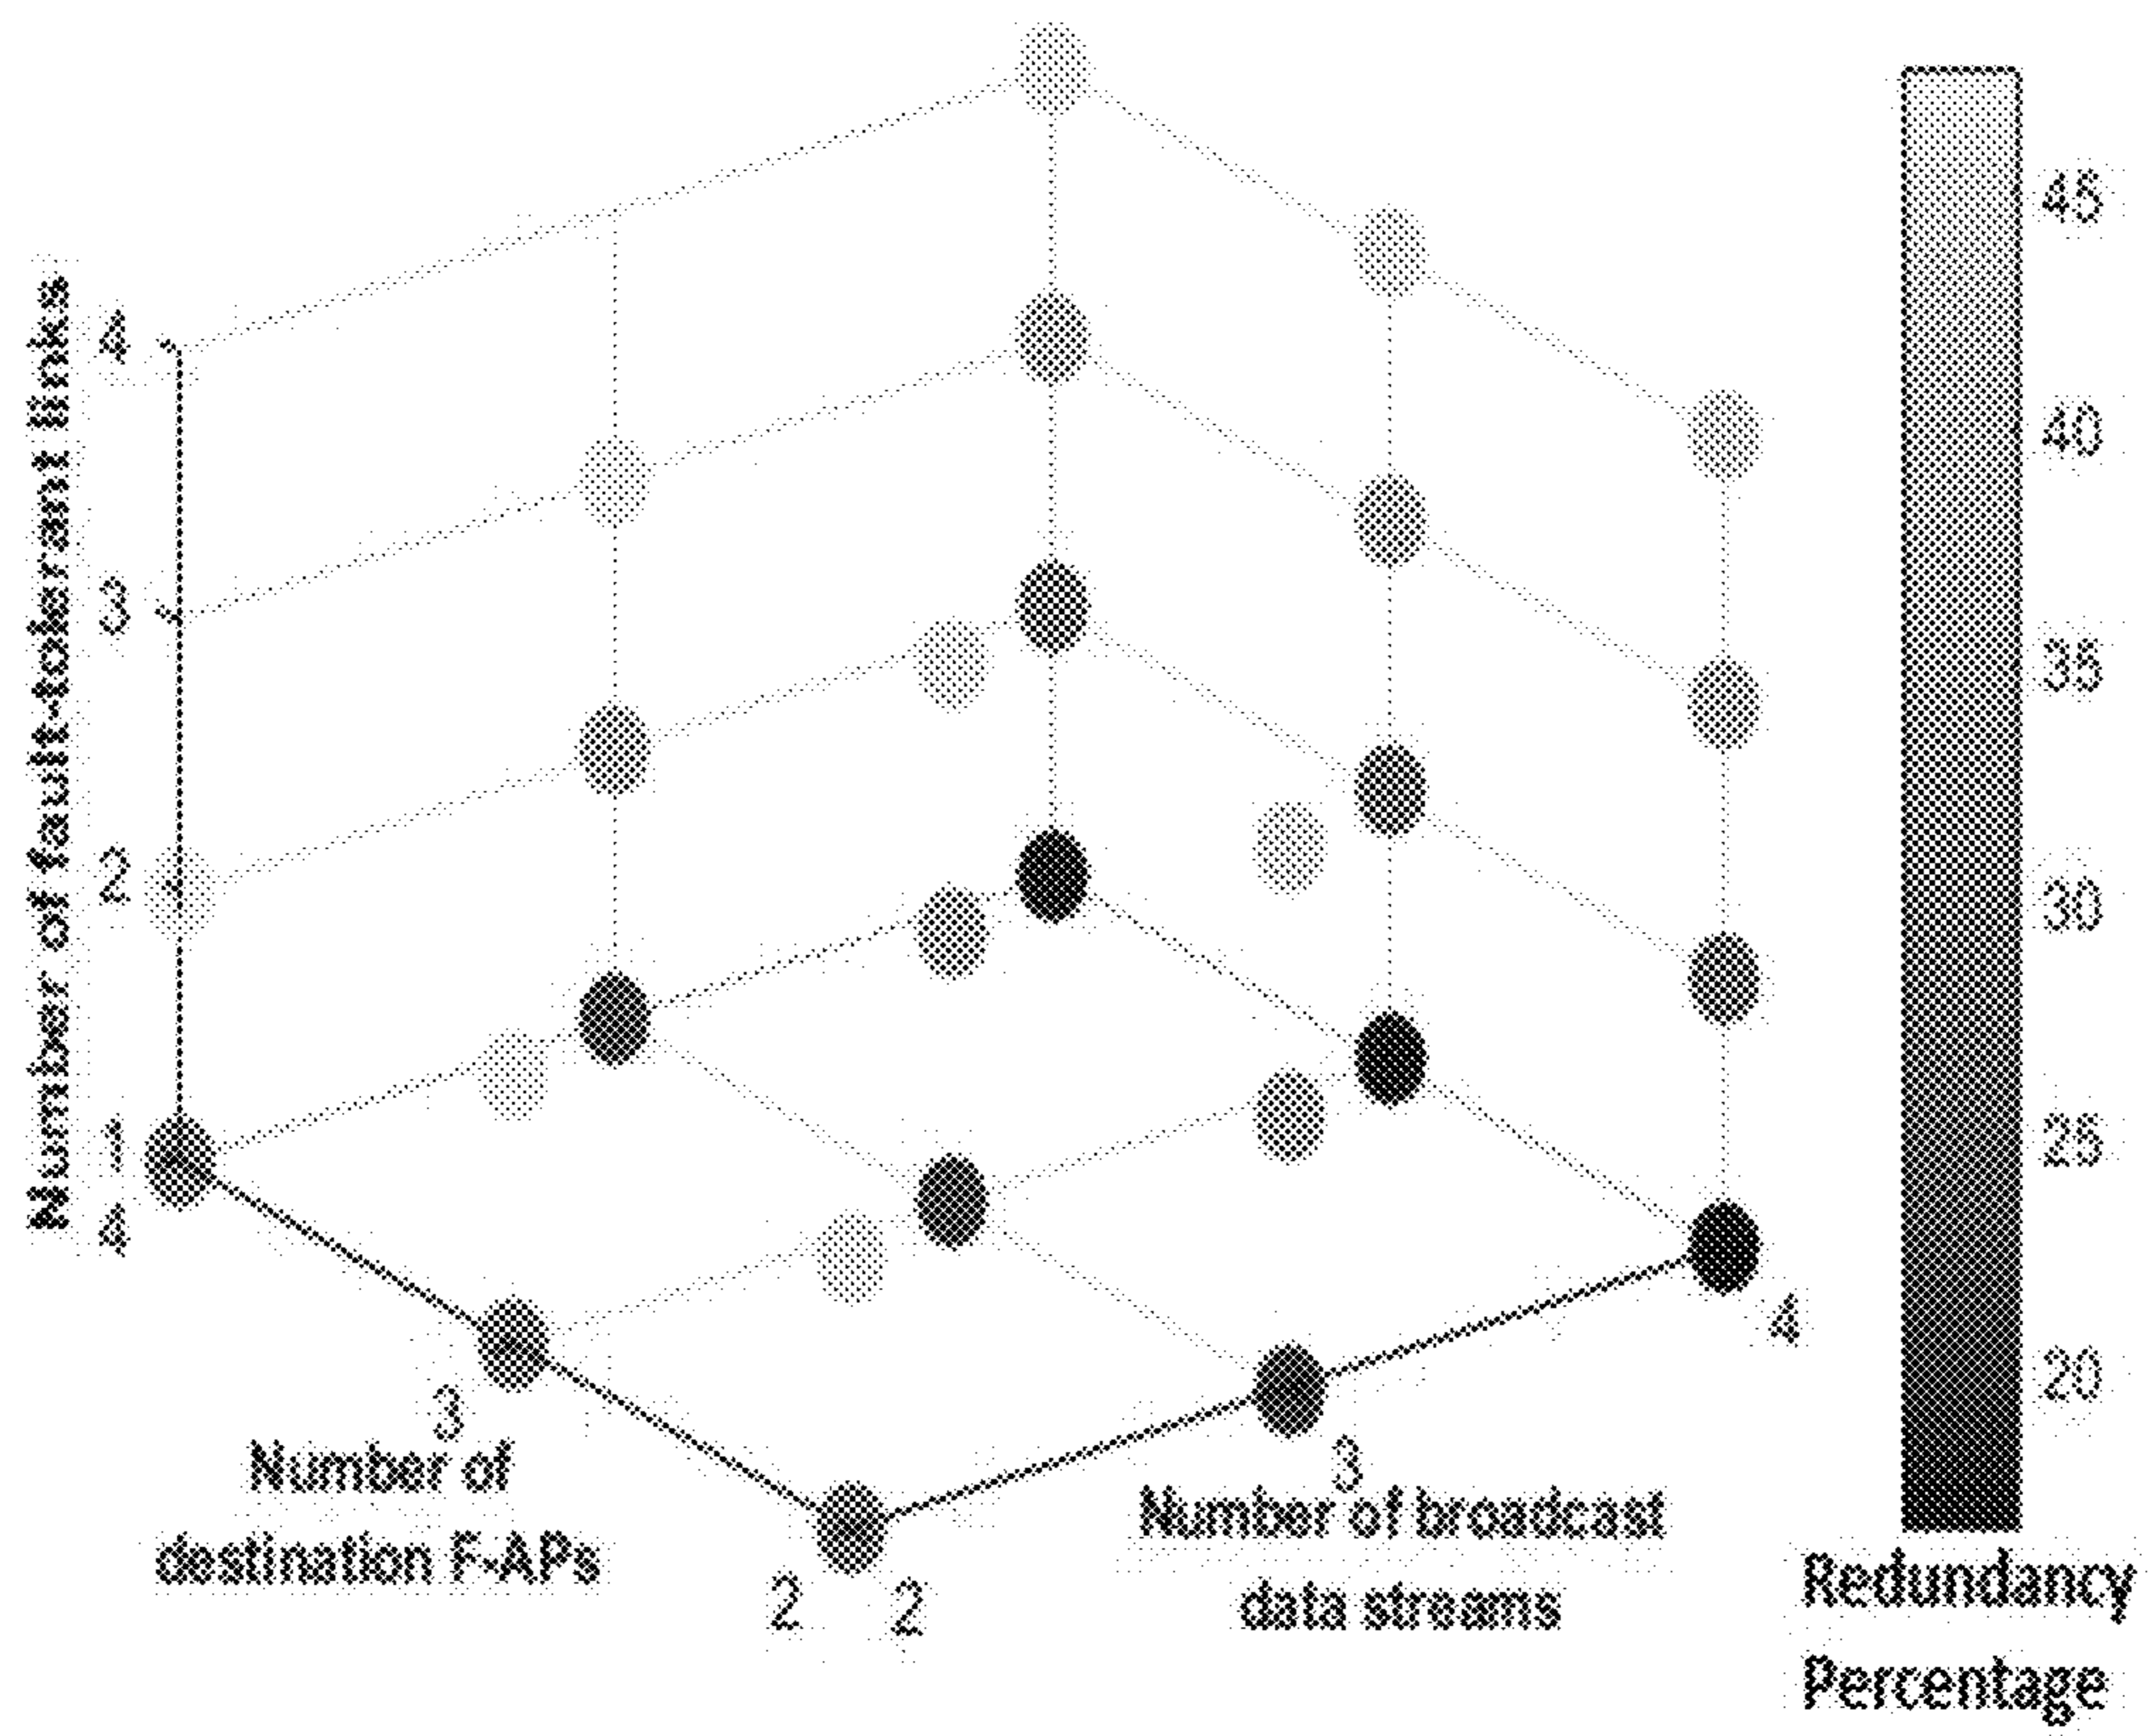 Number of fault-tolerant links
4
3
2
1
4
3
2
Number of
destination F-APs
2
3
4
Number of broadcast
data streams
45
40
35
30
25
20
Redundancy
Percentage